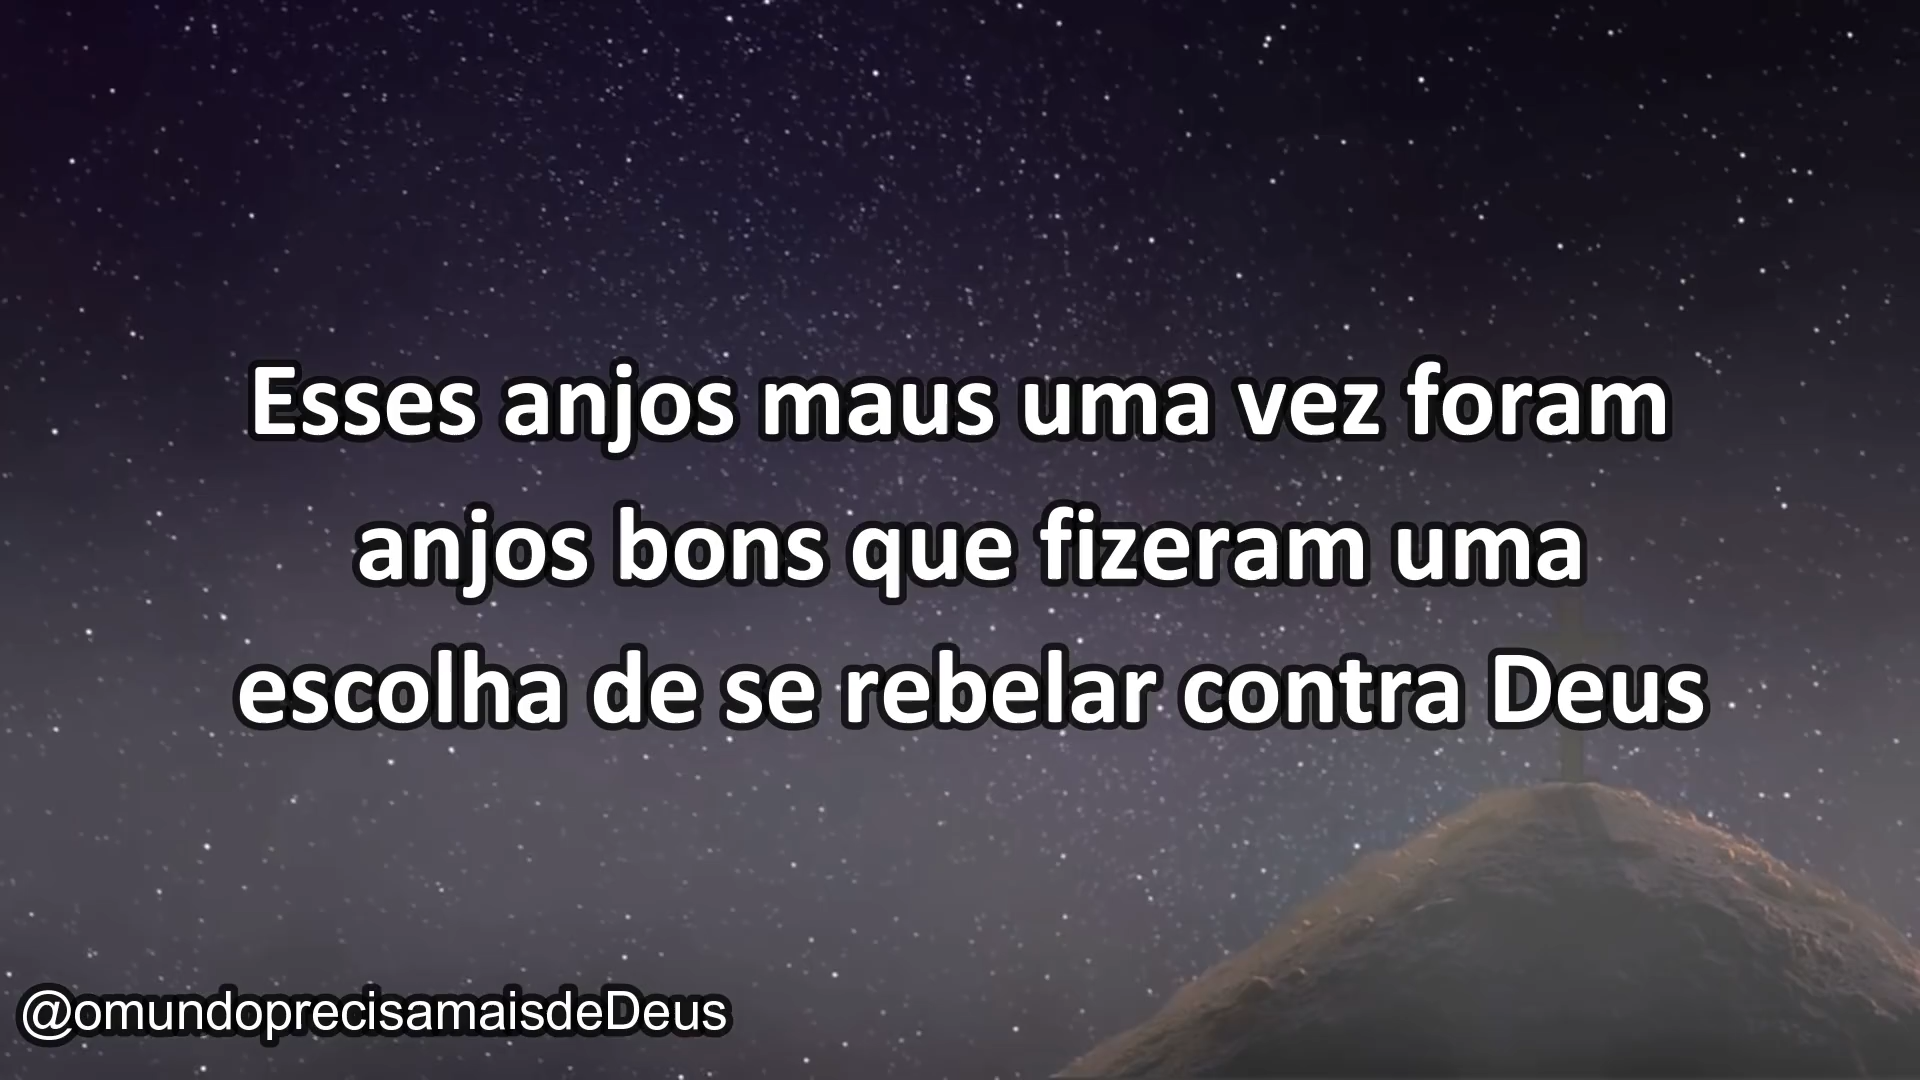 Esses anjos maus uma vez foram
anjos bons que fizeram uma
escolha de se rebelar contra Deus
@omundoprecisamaisdeDeus